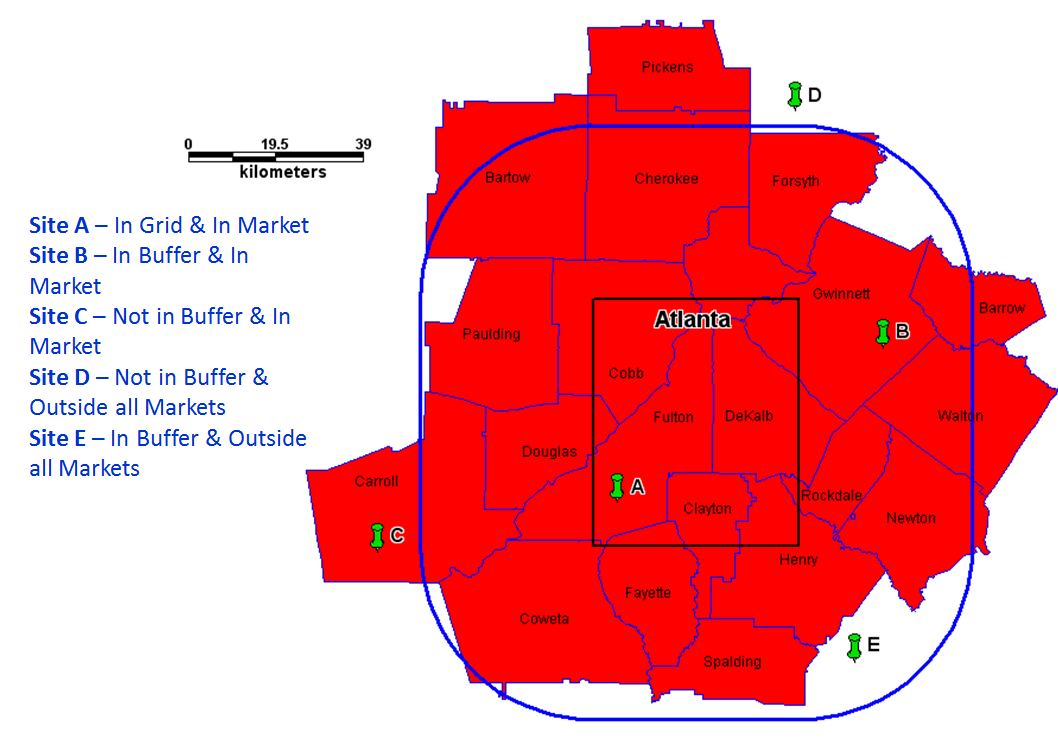 Pickens
D
0 19.5 39
kilometers
Bartow
Cherokee
Forsyth
Site A – In Grid & In Market
Site B – In Buffer & In
Market
Site C – Not in Buffer & In
Market
Site D – Not in Buffer &
Outside all Markets
Site E – In Buffer & Outside
all Markets
Gwinnett
Barrow
Atlanta
B
Paulding
Cobb
Fulton
DeKalb
Walton
Douglas
Carroll
A
Rockdale
Clayton
Newton
C
Henry
Fayette
Coweta
E
Spalding